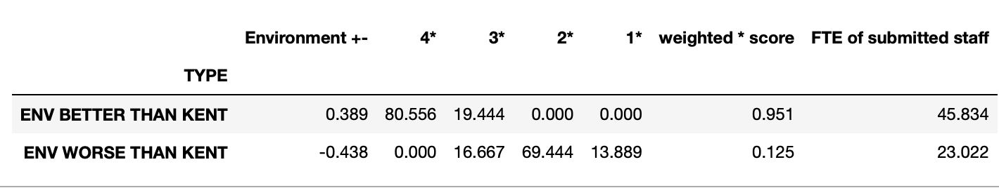 Environment +- 4* 3* 2* 1* weighted * score FTE of submitted staff
TYPE
ENV BETTER THAN KENT 0.389 80.556 19.444 0.000 0.000 0.951 45.834
ENV WORSE THAN KENT -0.438 0.000 16.667 69.444 13.889 0.125 23.022